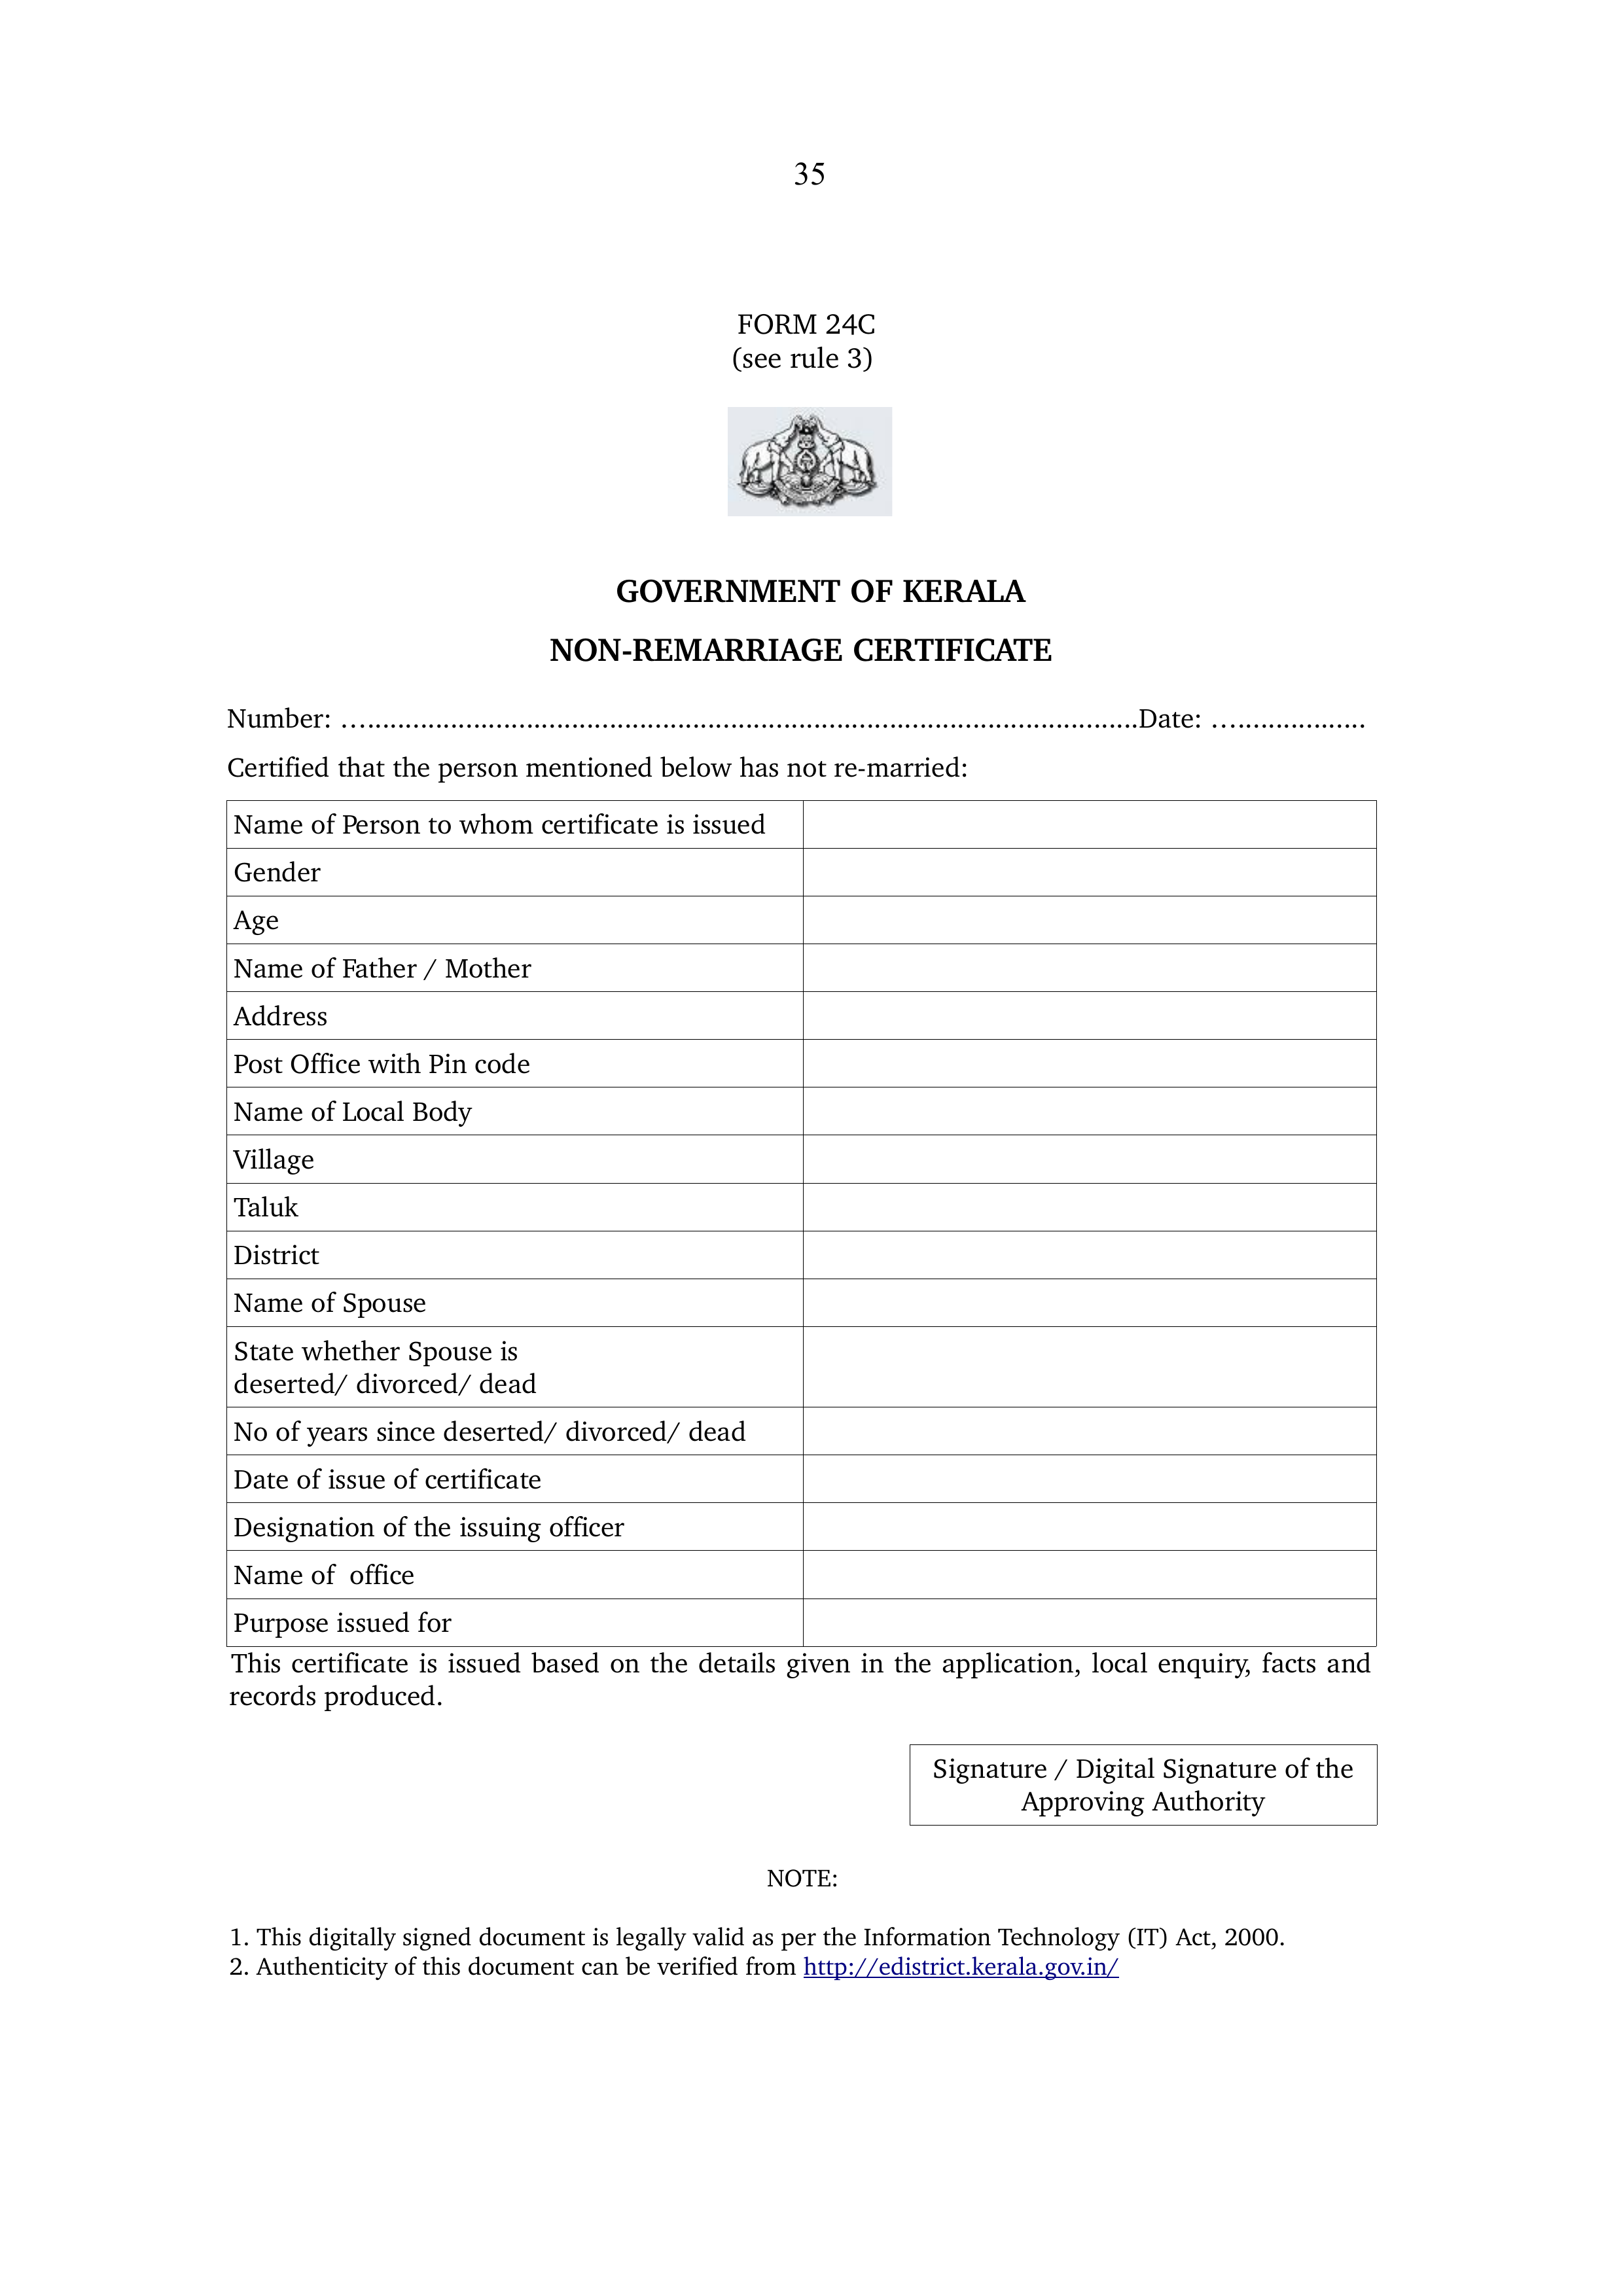 35
FORM 24C
(see rule 3)
GOVERNMENT OF KERALA
NON-REMARRIAGE CERTIFICATE
Number: …......................................................................................................Date: …................
Certified that the person mentioned below has not re-married:
Name of Person to whom certificate is issued
Gender
Age
Name of Father / Mother
Address
Post Office with Pin code
Name of Local Body
Village
Taluk
District
Name of Spouse
State whether Spouse is
deserted/ divorced/ dead
No of years since deserted/ divorced/ dead
Date of issue of certificate
Designation of the issuing officer
Name of  office
Purpose issued for
This certificate is issued based on the details given in the application, local enquiry, facts and
records produced.
Signature / Digital Signature of the
Approving Authority
NOTE:
1. This digitally signed document is legally valid as per the Information Technology (IT) Act, 2000.
2. Authenticity of this document can be verified from http://edistrict.kerala.gov.in/